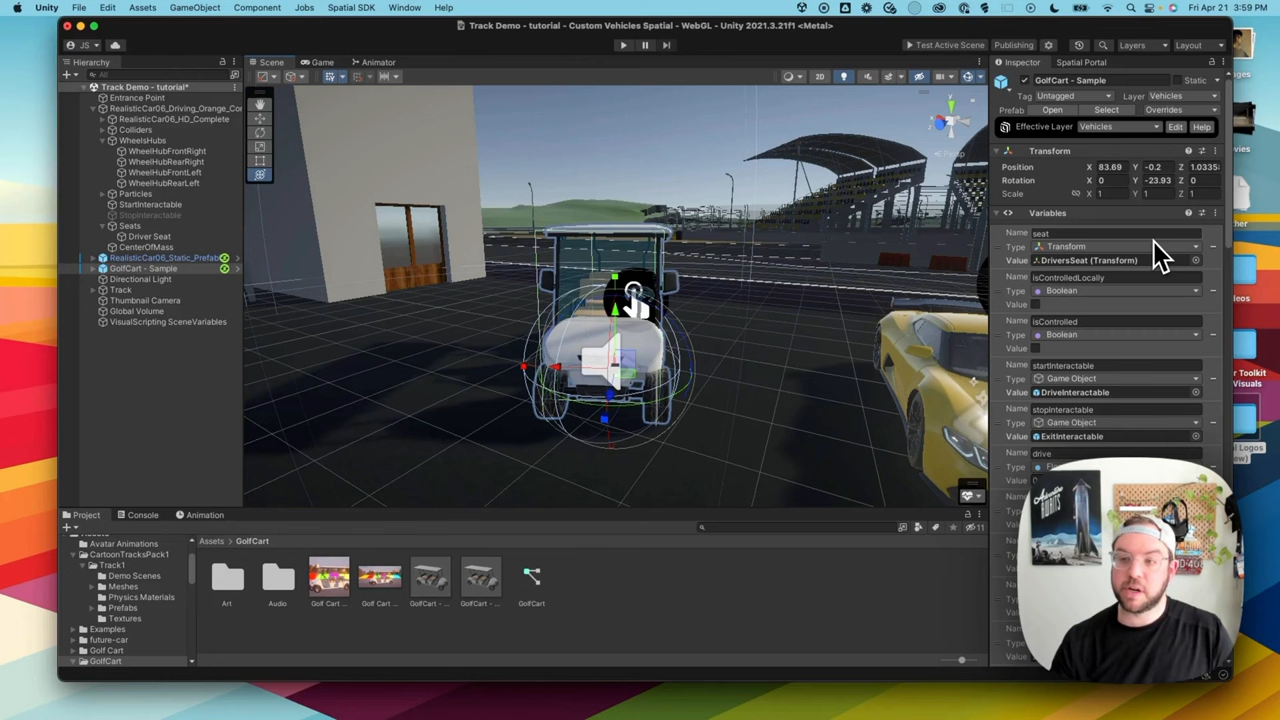 Unity File Edit Assets GameObject Component Jobs Spatial SDK Window Help
Fri Apr 21 3:59 PM
Track Demo - tutorial - Custom Vehicles Spatial - WebGL - Unity 2021.3.21f1 <Metal>
JS
Test Active Scene Publishing Layers Layout
Hierarchy
Scene Game Animator
Inspector Spatial Portal
All
2D
Track Demo - tutorial*
Entrance Point
RealisticCar06_Driving_Orange_Co
RealisticCar06_HD_Complete
Colliders
WheelsHubs
WheelHubFrontRight
WheelHubRearRight
WheelHubFrontLeft
WheelHubRearLeft
Particles
StartInteractable
StopInteractable
Seats
Driver Seat
CenterOfMass
RealisticCar06_Static_Prefab
GolfCart - Sample
Directional Light
Track
Thumbnail Camera
Global Volume
VisualScripting SceneVariables
Persp
GolfCart - Sample Static
Tag Untagged Layer Vehicles
Prefab Open Select Overrides
Effective Layer Vehicles Edit Help
Transform
Position X 83.69 Y -0.2 Z 1.0335
Rotation X 0 Y -23.93 Z 0
Scale X 1 Y 1 Z 1
Variables
Name seat
Type Transform
Value DriversSeat (Transform)
Name isControlledLocally
Type Boolean
Value
Name isControlled
Type Boolean
Value
Name startInteractable
Type Game Object
Value DriveInteractable
Name stopInteractable
Type Game Object
Value ExitInteractable
Name drive
Type
Project Console Animation
11
Avatar Animations
CartoonTracksPack1
Track1
Demo Scenes
Meshes
Physics Materials
Prefabs
Textures
Examples
future-car
Golf Cart
GolfCart
Assets > GolfCart
Art Audio Golf Cart ... Golf Cart ... GolfCart - ... GolfCart - ... GolfCart
ADVENTURE
AWAITS